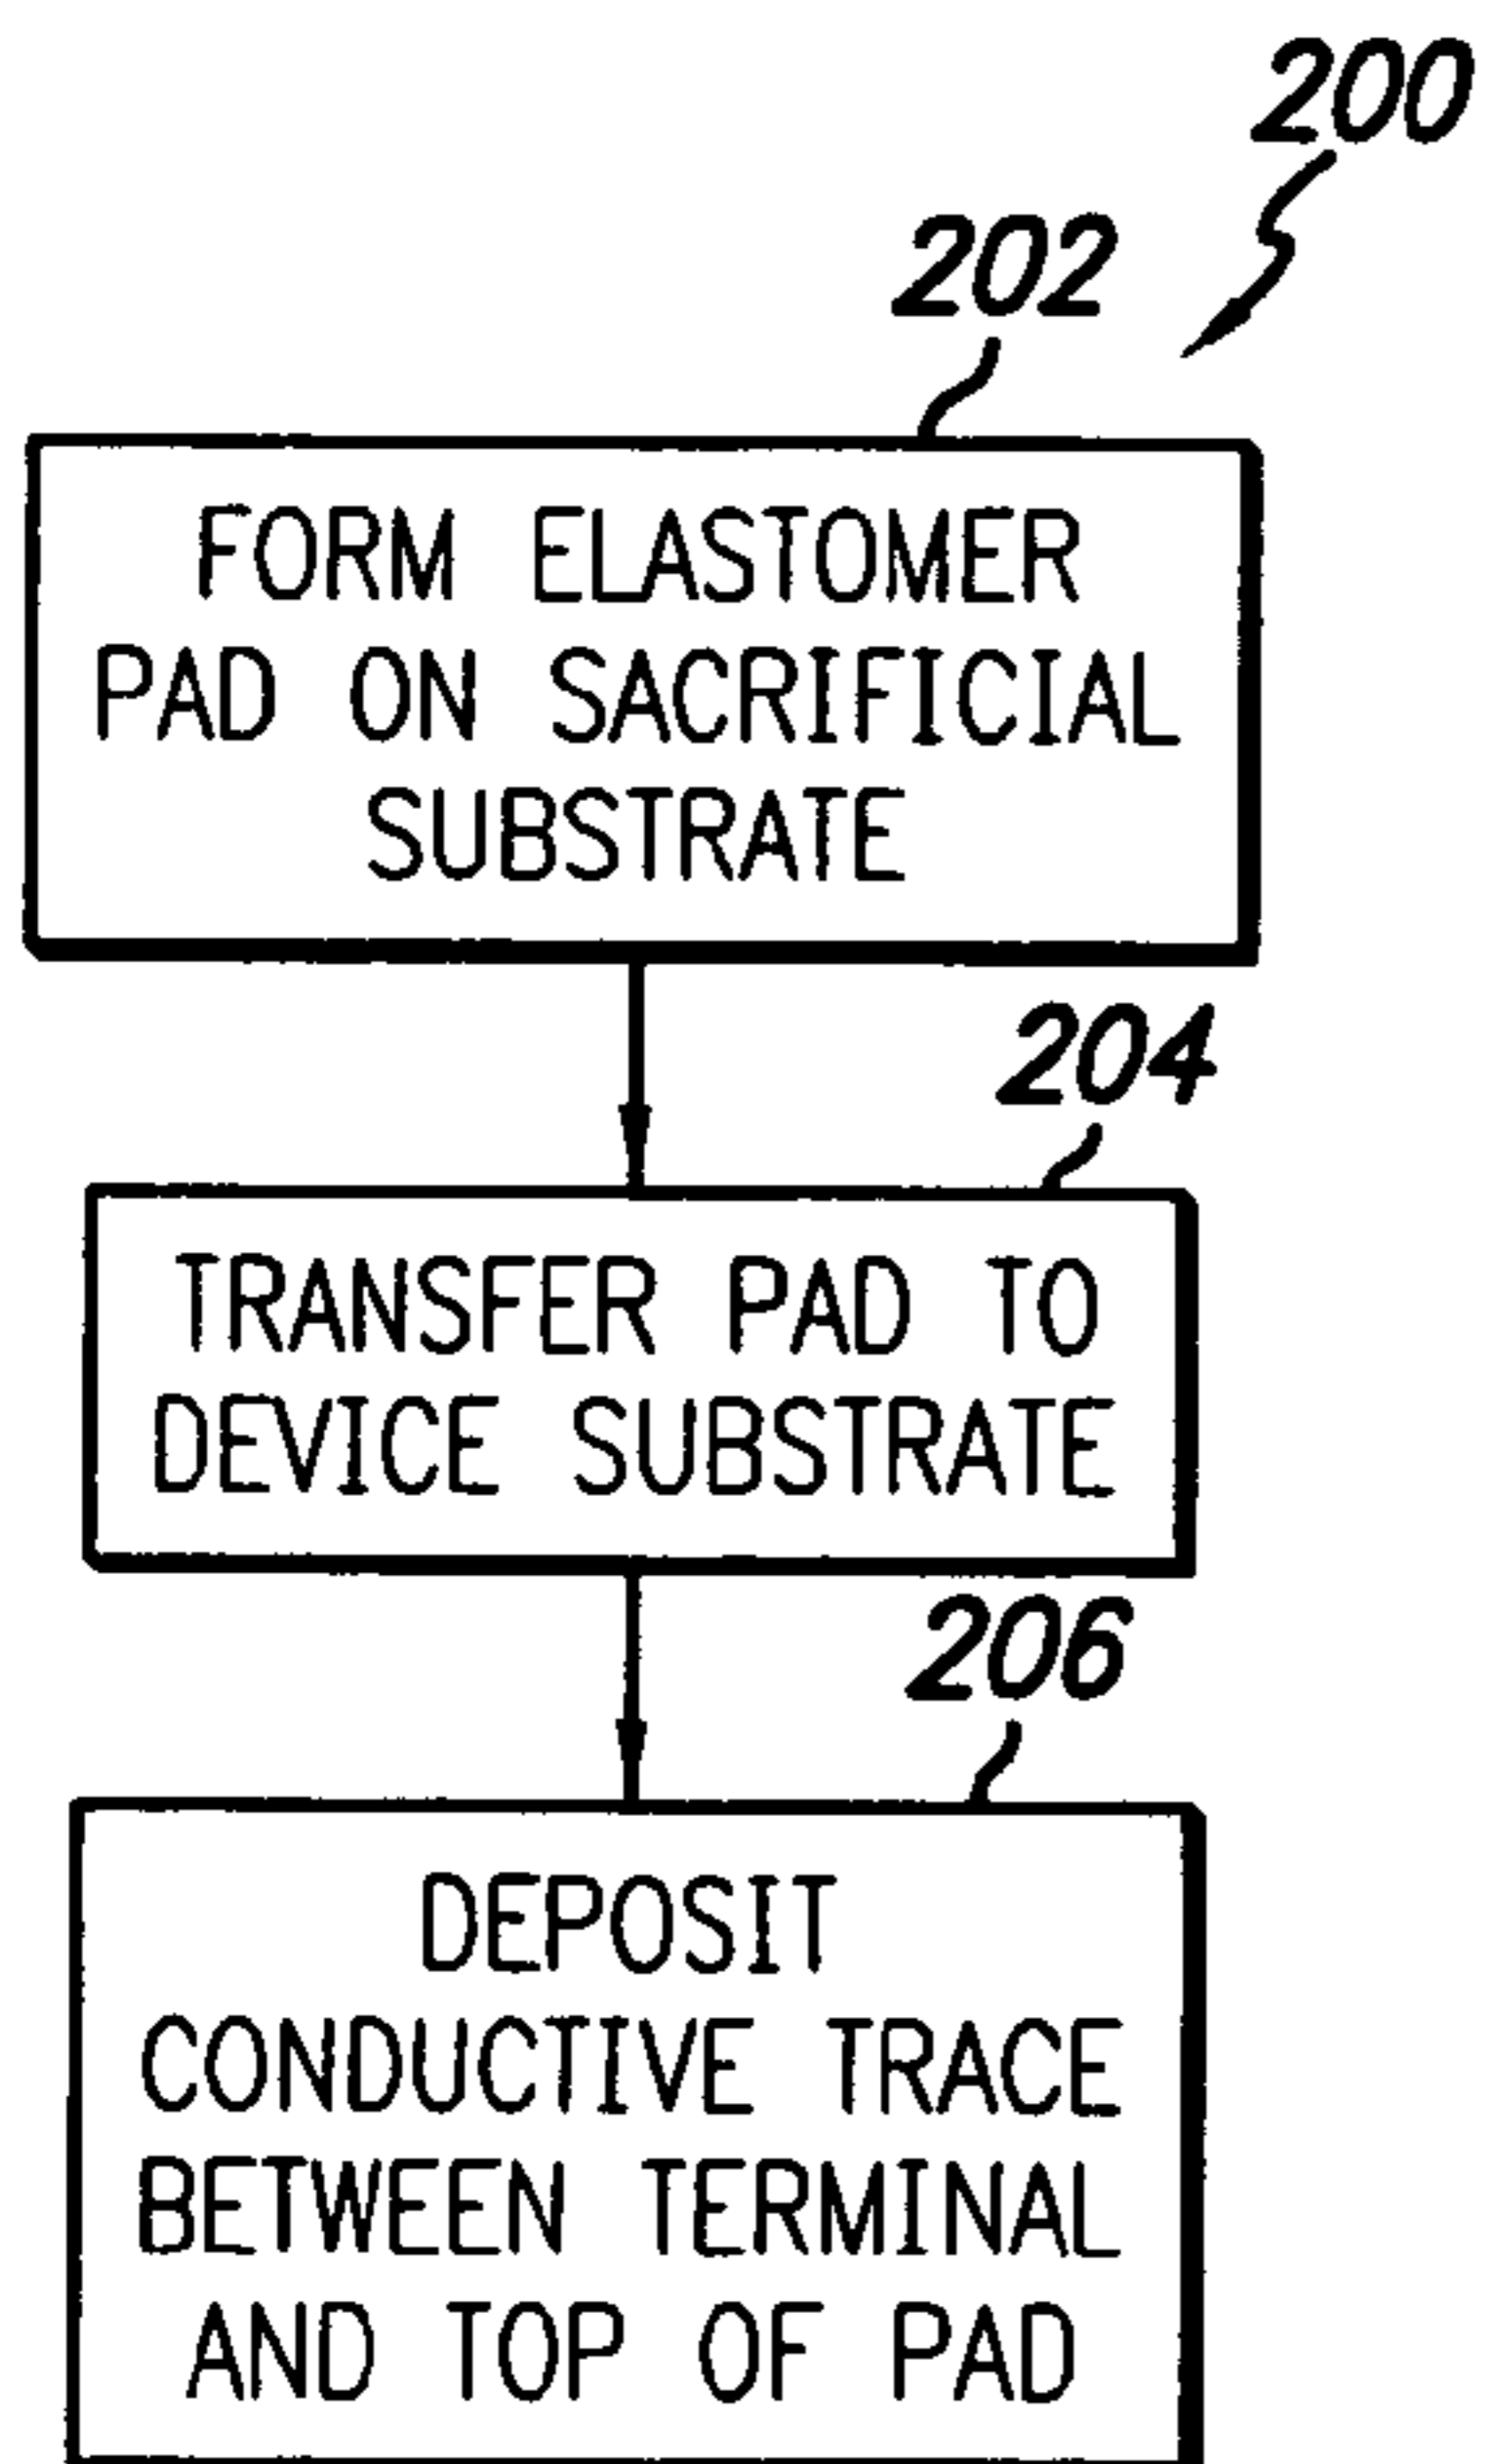 200
202
FORM ELASTOMER
PAD ON SACRIFICIAL
SUBSTRATE
204
TRANSFER PAD TO
DEVICE SUBSTRATE
206
DEPOSIT
CONDUCTIVE TRACE
BETWEEN TERMINAL
AND TOP OF PAD